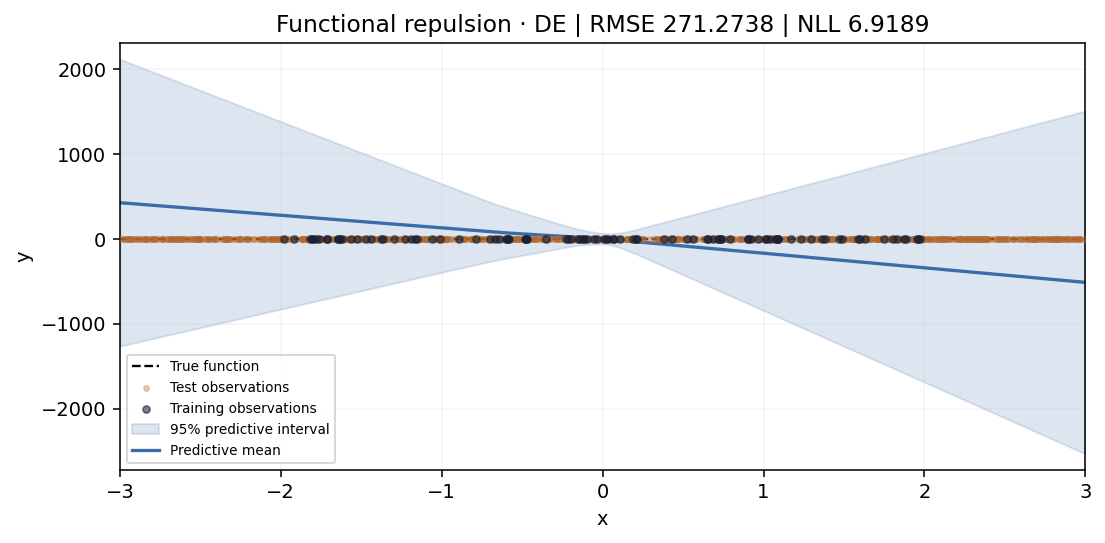 Functional repulsion · DE | RMSE 271.2738 | NLL 6.9189
2000
1000
0
−1000
−2000
y
True function
Test observations
Training observations
95% predictive interval
Predictive mean
−3
−2
−1
0
1
2
3
x